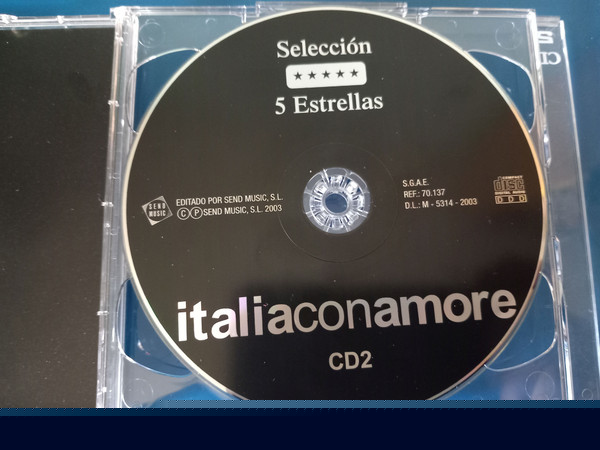 Selección
★★★★★
5 Estrellas
SEND
MUSIC
EDITADO POR SEND MUSIC, S.L.
Ⓒ Ⓟ SEND MUSIC, S.L. 2003
S.G.A.E.
REF.: 70.137
D.L.: M - 5314 - 2003
COMPACT
disc
DIGITAL AUDIO
DDD
italiaconamore
CD2